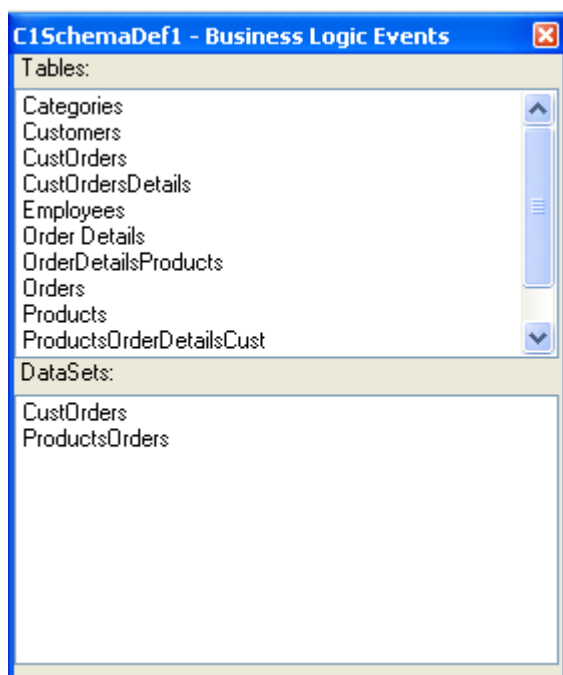 C1SchemaDef1 - Business Logic Events
Tables:
Categories
Customers
CustOrders
CustOrdersDetails
Employees
Order Details
OrderDetailsProducts
Orders
Products
ProductsOrderDetailsCust
DataSets:
CustOrders
ProductsOrders